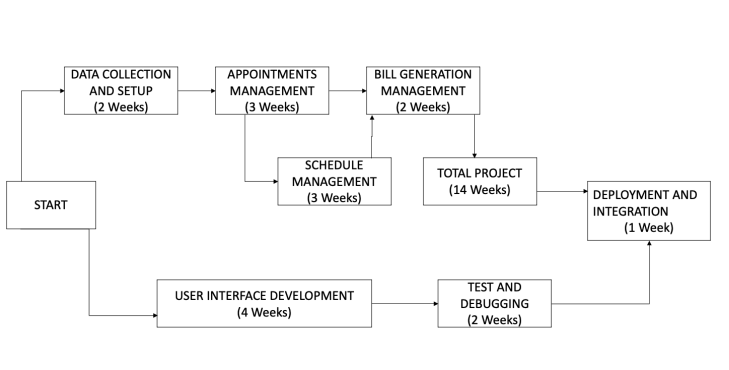 DATA COLLECTION
AND SETUP
(2 Weeks)
APPOINTMENTS
MANAGEMENT
(3 Weeks)
BILL GENERATION
MANAGEMENT
(2 Weeks)
SCHEDULE
MANAGEMENT
(3 Weeks)
TOTAL PROJECT
(14 Weeks)
START
DEPLOYMENT AND
INTEGRATION
(1 Week)
USER INTERFACE DEVELOPMENT
(4 Weeks)
TEST AND
DEBUGGING
(2 Weeks)